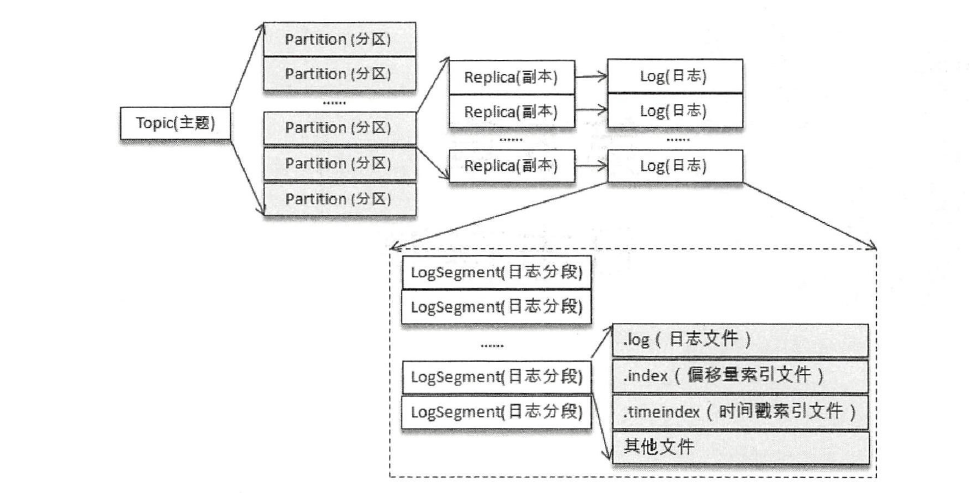 Topic(主题)
Partition (分区)
Partition (分区)
......
Partition (分区)
Partition (分区)
Partition (分区)
Replica(副本)
Replica(副本)
......
Replica(副本)
Log(日志)
Log(日志)
......
Log(日志)
LogSegment(日志分段)
LogSegment(日志分段)
......
LogSegment(日志分段)
LogSegment(日志分段)
.log（日志文件）
.index（偏移量索引文件）
.timeindex（时间戳索引文件）
其他文件